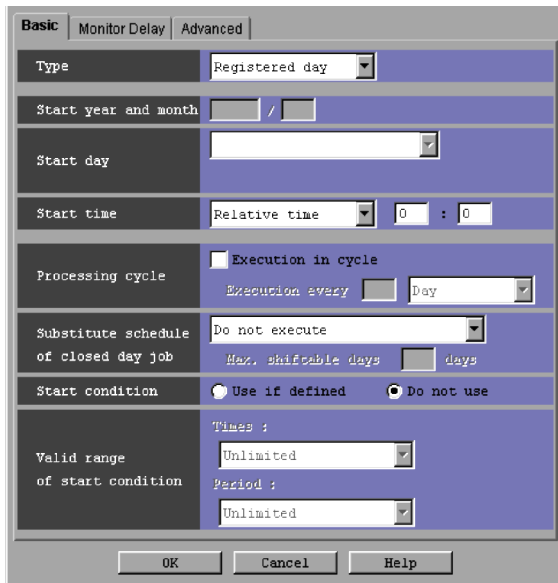 Basic Monitor Delay Advanced
Type Registered day
Start year and month /
Start day
Start time Relative time 0 : 0
Processing cycle
Execution in cycle
Execution every Day
Substitute schedule
of closed day job
Do not execute
Max. shiftable days days
Start condition Use if defined Do not use
Valid range
of start condition
Times :
Unlimited
Period :
Unlimited
OK Cancel Help